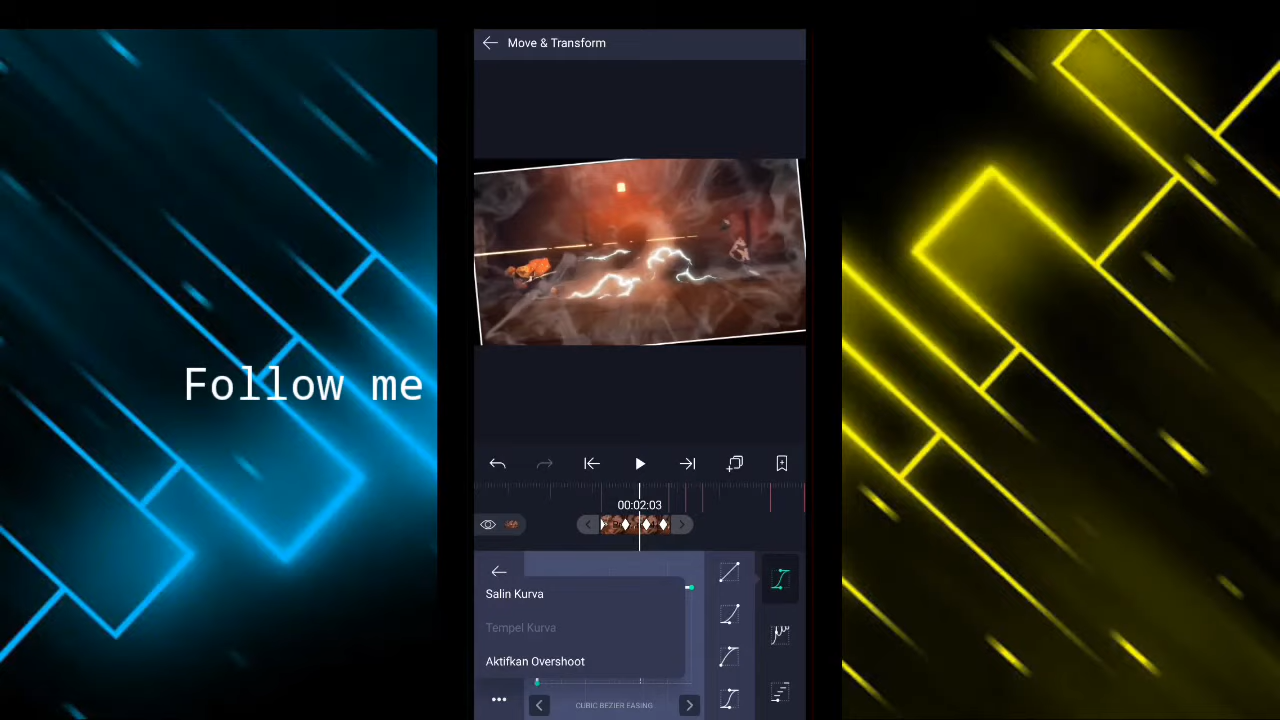 Move & Transform
Follow me
00:02:03
Salin Kurva
Tempel Kurva
Aktifkan Overshoot
CUBIC BEZIER EASING